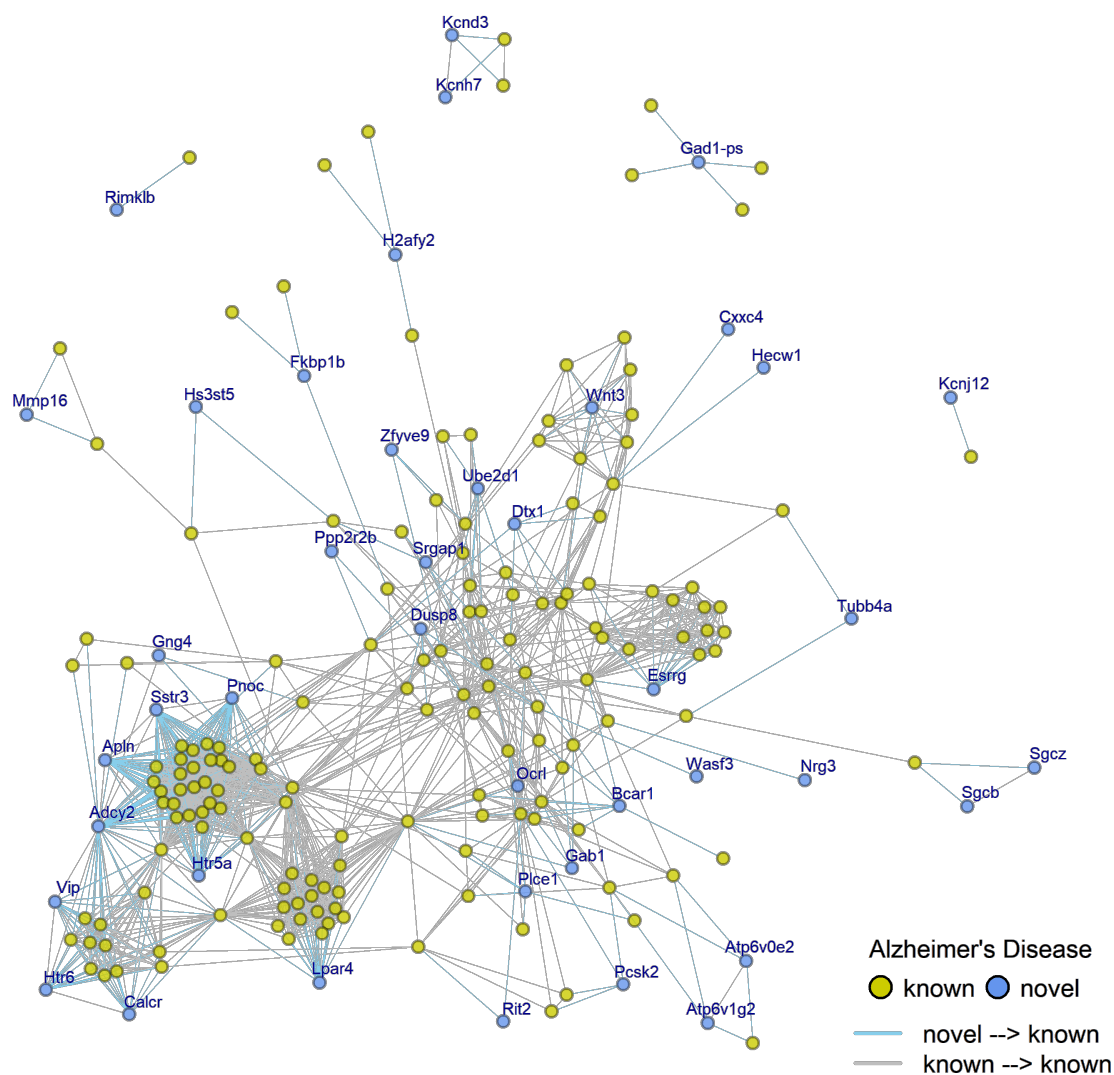 Kcnd3
Kcnh7
Gad1-ps
Rimklb
H2afy2
Cxxc4
Hecw1
Fkbp1b
Kcnj12
Mmp16
Hs3st5
Wnt3
Zfyve9
Ube2d1
Dtx1
Ppp2r2b
Srgap1
Tubb4a
Dusp8
Gng4
Esrrg
Sstr3
Pnoc
Apln
Sgcz
Ocrl
Wasf3
Nrg3
Bcar1
Sgcb
Adcy2
Htr5a
Gab1
Plce1
Vip
Atp6v0e2
Alzheimer's Disease
known novel
Htr6
Lpar4
Pcsk2
Calcr
Rit2
Atp6v1g2
novel --> known
known --> known